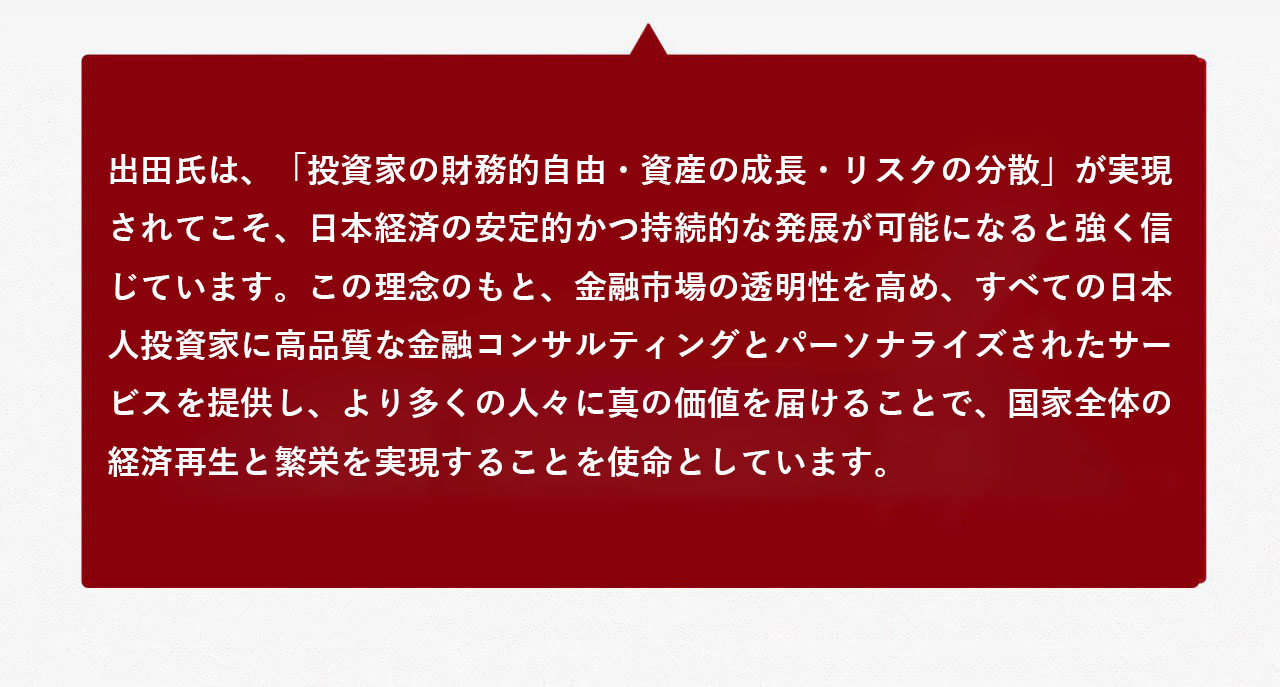 出田氏は、「投資家の財務的自由・資産の成長・リスクの分散」が実現
されてこそ、日本経済の安定的かつ持続的な発展が可能になると強く信
じています。この理念のもと、金融市場の透明性を高め、すべての日本
人投資家に高品質な金融コンサルティングとパーソナライズされたサー
ビスを提供し、より多くの人々に真の価値を届けることで、国家全体の
経済再生と繁栄を実現することを使命としています。